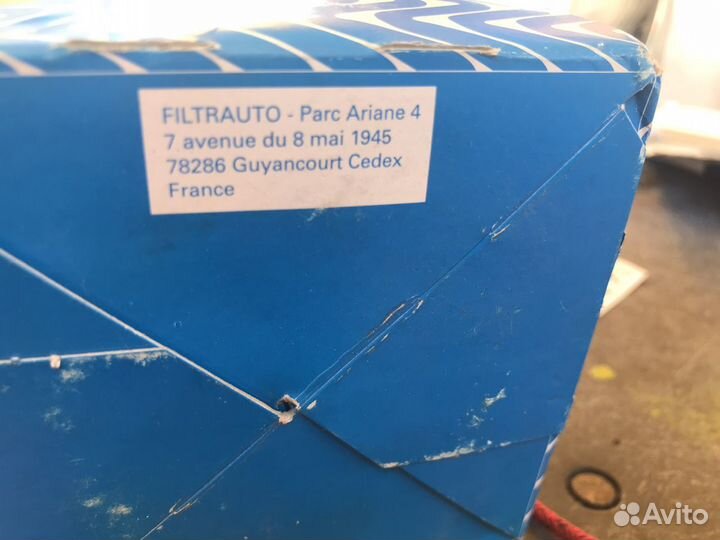 FILTRAUTO - Parc Ariane 4
7 avenue du 8 mai 1945
78286 Guyancourt Cedex
France
Avito